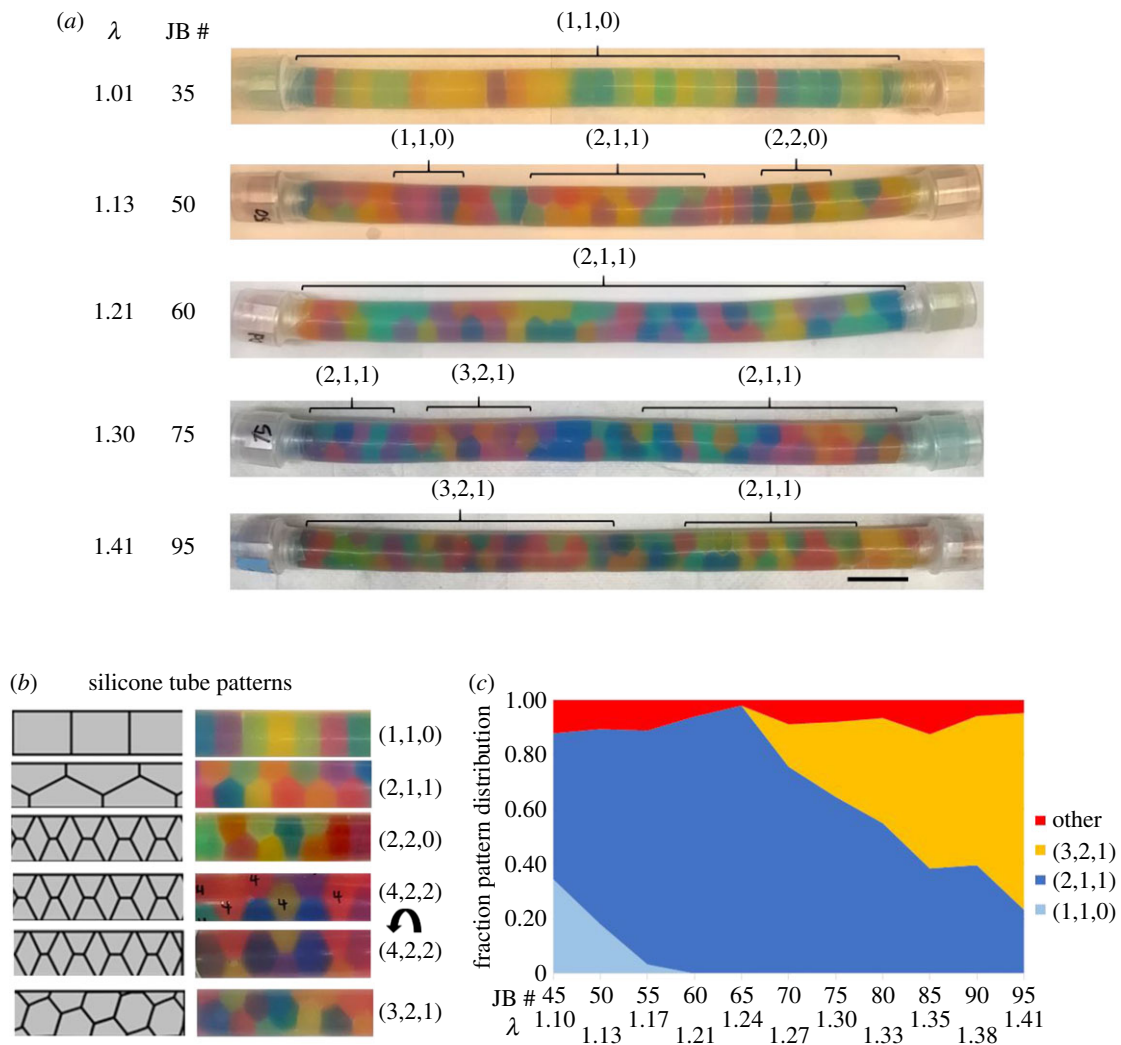 (a) λ JB # (1,1,0)
1.01 35
(1,1,0) (2,1,1) (2,2,0)
1.13 50
50
(2,1,1)
1.21 60
(2,1,1) (3,2,1) (2,1,1)
1.30 75
75
(3,2,1) (2,1,1)
1.41 95
(b) silicone tube patterns
(1,1,0)
(2,1,1)
(2,2,0)
4 4 4 4 4 (4,2,2)
(4,2,2)
(3,2,1)
(c)
fraction pattern distribution
1.00
0.80
0.60
0.40
0.20
0
other
(3,2,1)
(2,1,1)
(1,1,0)
JB # 45 50 55 60 65 70 75 80 85 90 95
λ 1.10 1.13 1.17 1.21 1.24 1.27 1.30 1.33 1.35 1.38 1.41